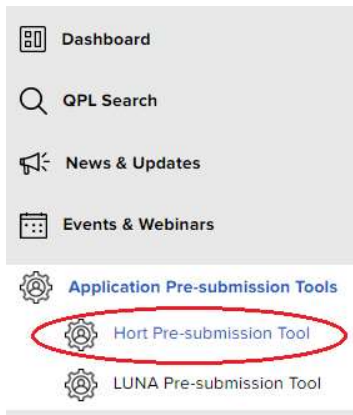 Dashboard
QPL Search
News & Updates
Events & Webinars
Application Pre-submission Tools
Hort Pre-submission Tool
LUNA Pre-submission Tool